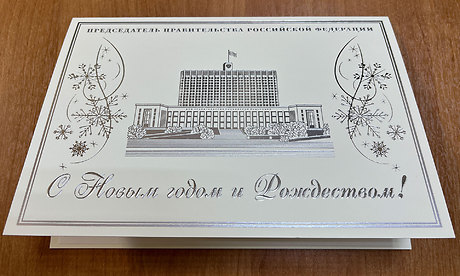 ПРЕДСЕДАТЕЛЬ ПРАВИТЕЛЬСТВА РОССИЙСКОЙ ФЕДЕРАЦИИ
С Новым годом и Рождеством!